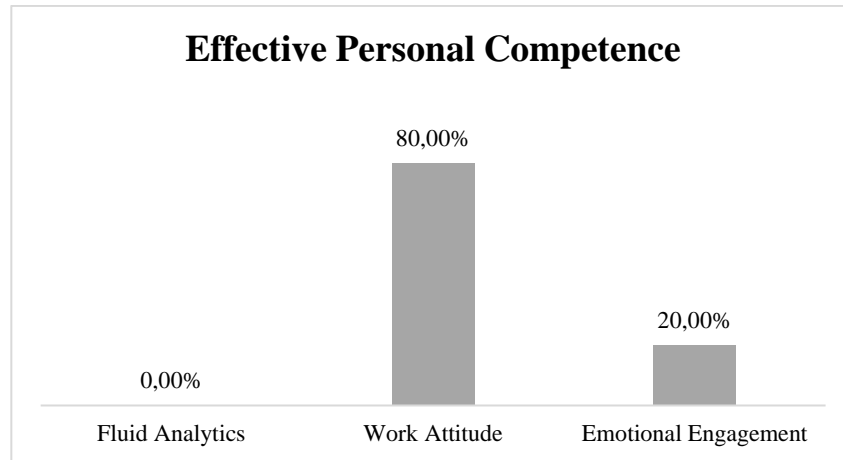 Effective Personal Competence
80,00%
20,00%
0,00%
Fluid Analytics
Work Attitude
Emotional Engagement